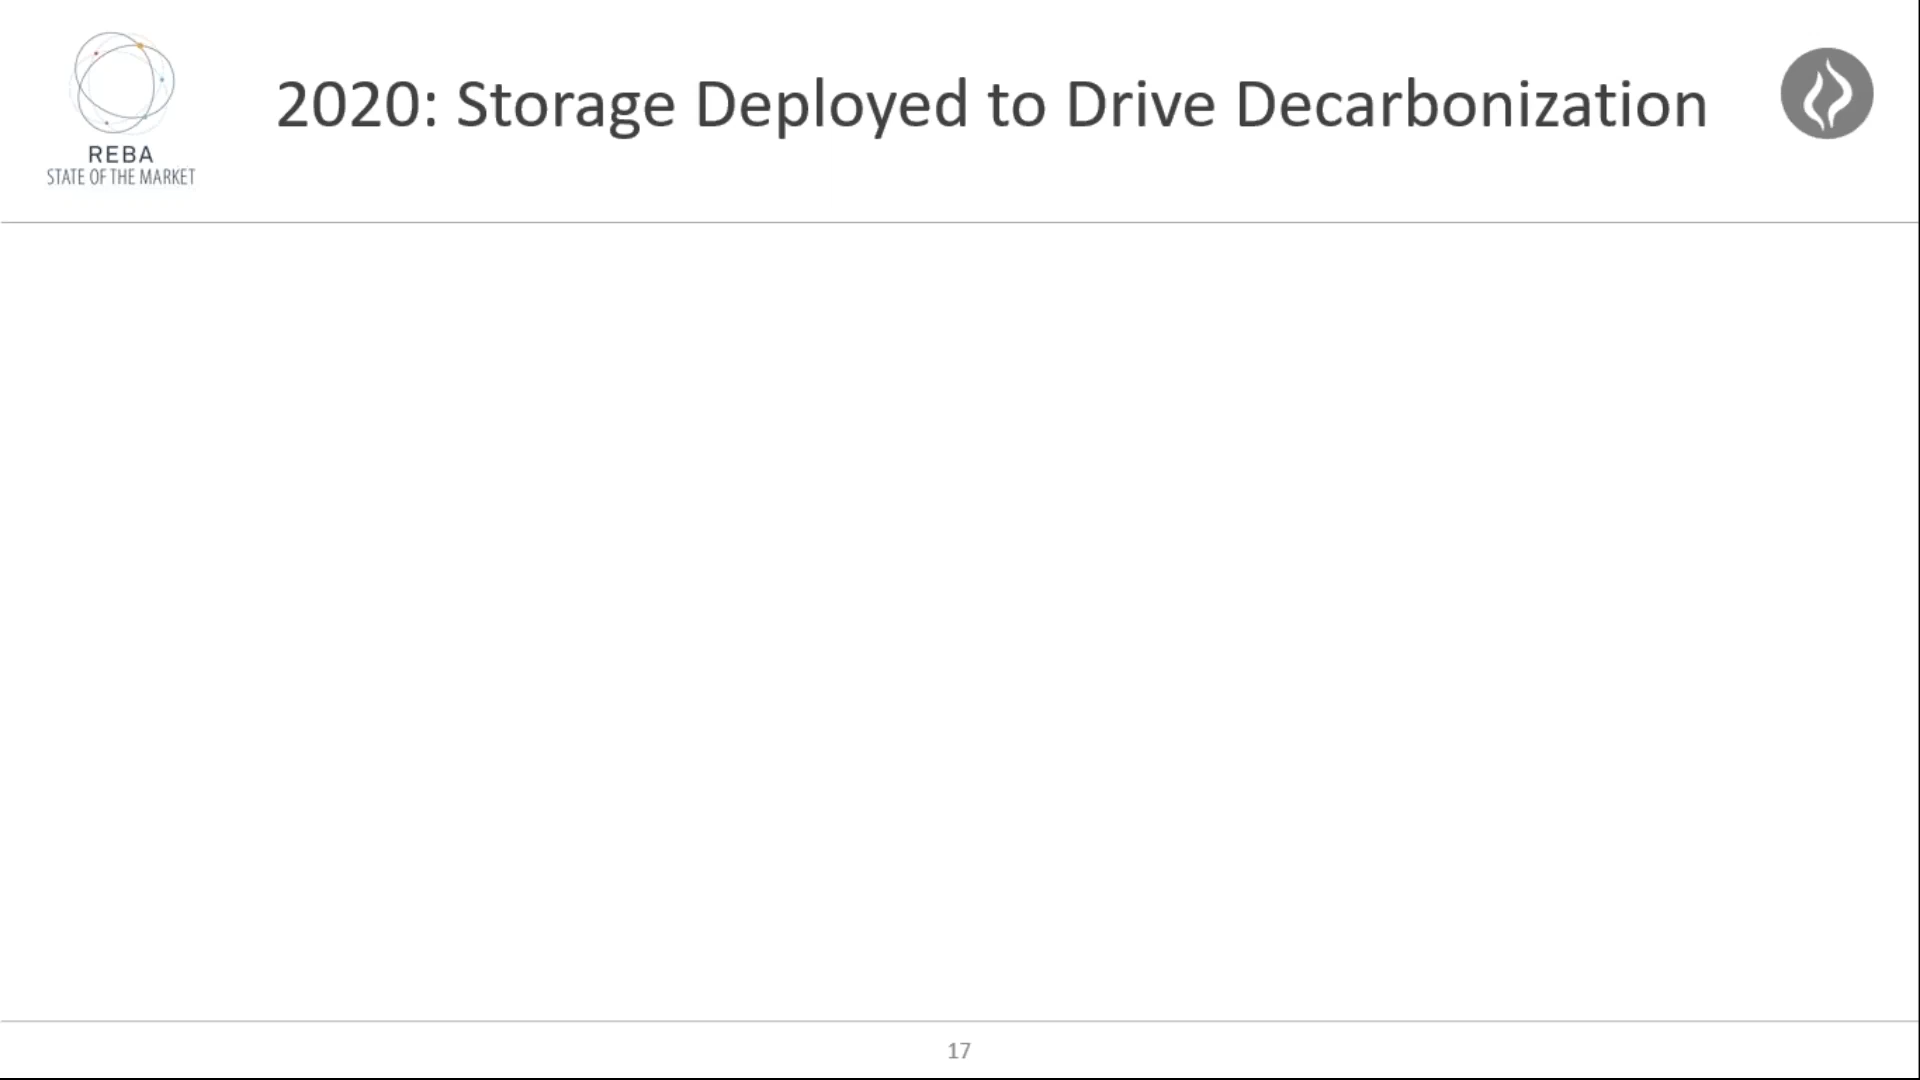 2020: Storage Deployed to Drive Decarbonization
REBA
STATE OF THE MARKET
17